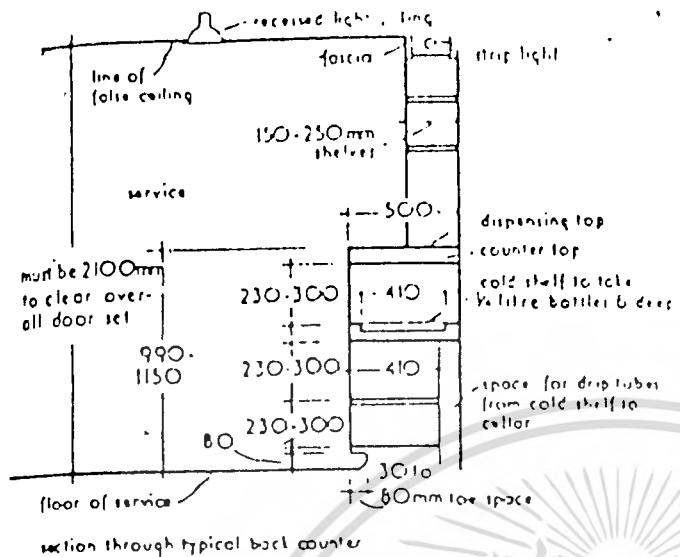 recessed light
line of
false ceiling
fascia
strip light
150-250mm
shelves
service
500
dispensing top
counter top
must be 2100mm
to clear over-
all door set
230-300
410
cold shelf to take
litre bottles 6 deep
990-
1150
230-300
410
space for drip tubes
from cold shelf to
cellar
230-300
80
30 to
80mm toe space
floor of service
section through typical back counter